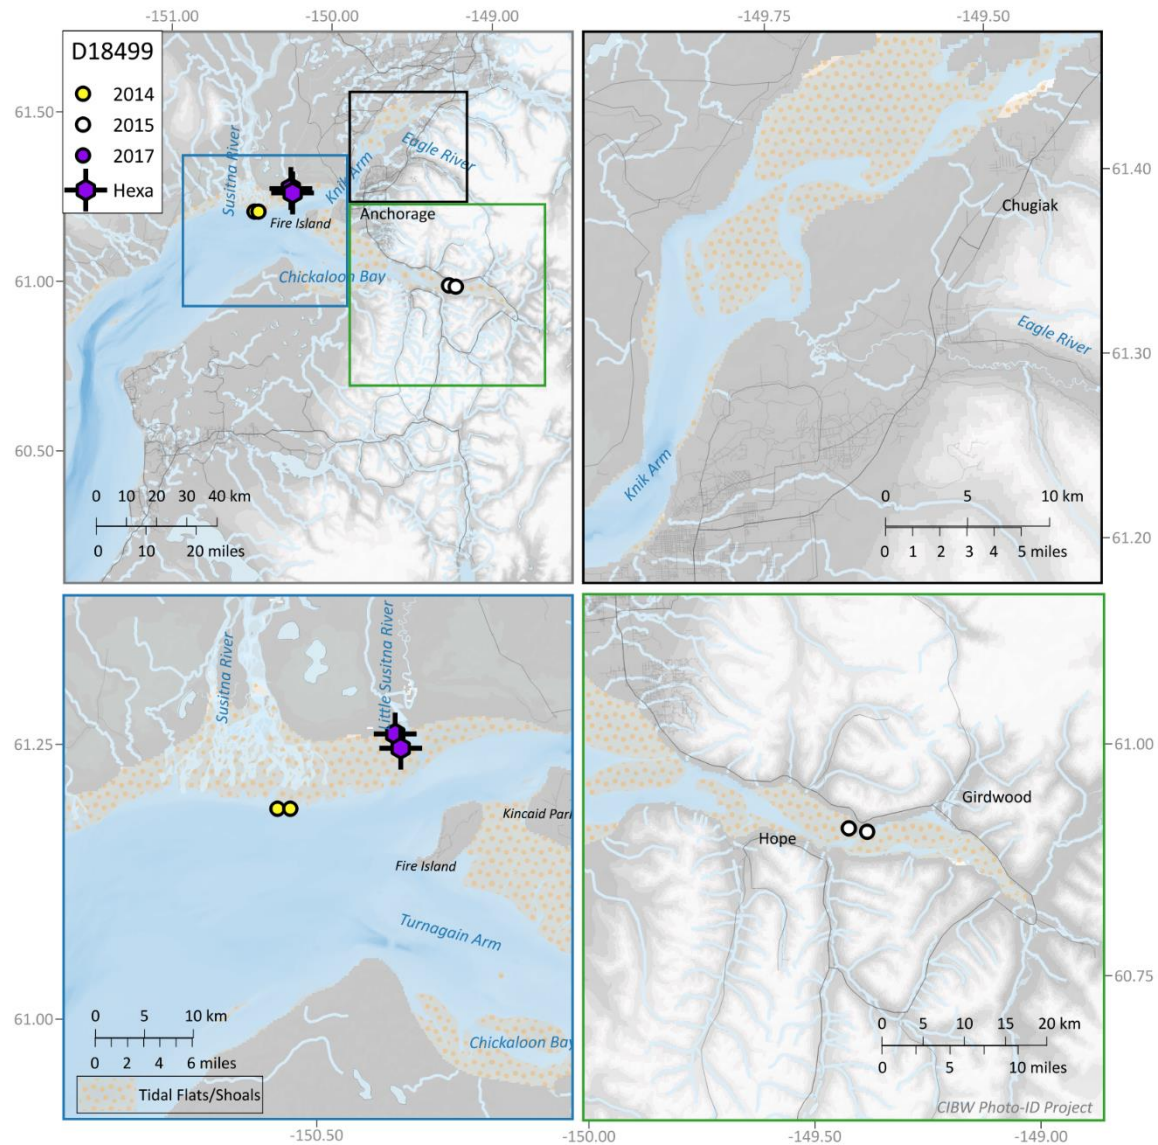 -151.00
-150.00
-149.00
-149.75
-149.50
D18499
2014
2015
2017
Hexa
61.50
61.00
60.50
Susitna River
Knik Arm
Eagle River
Anchorage
Fire Island
Chickaloon Bay
0 10 20 30 40 km
0 10 20 miles
61.40
61.30
61.20
Chugiak
Eagle River
Knik Arm
0 5 10 km
0 1 2 3 4 5 miles
Susitna River
Little Susitna River
61.25
61.00
Kincaid Par
Fire Island
Turnagain Arm
Chickaloon Bay
0 5 10 km
0 2 4 6 miles
Tidal Flats/Shoals
61.00
60.75
Girdwood
Hope
0 5 10 15 20 km
0 5 10 miles
CIBW Photo-ID Project
-150.50
-150.00
-149.50
-149.00